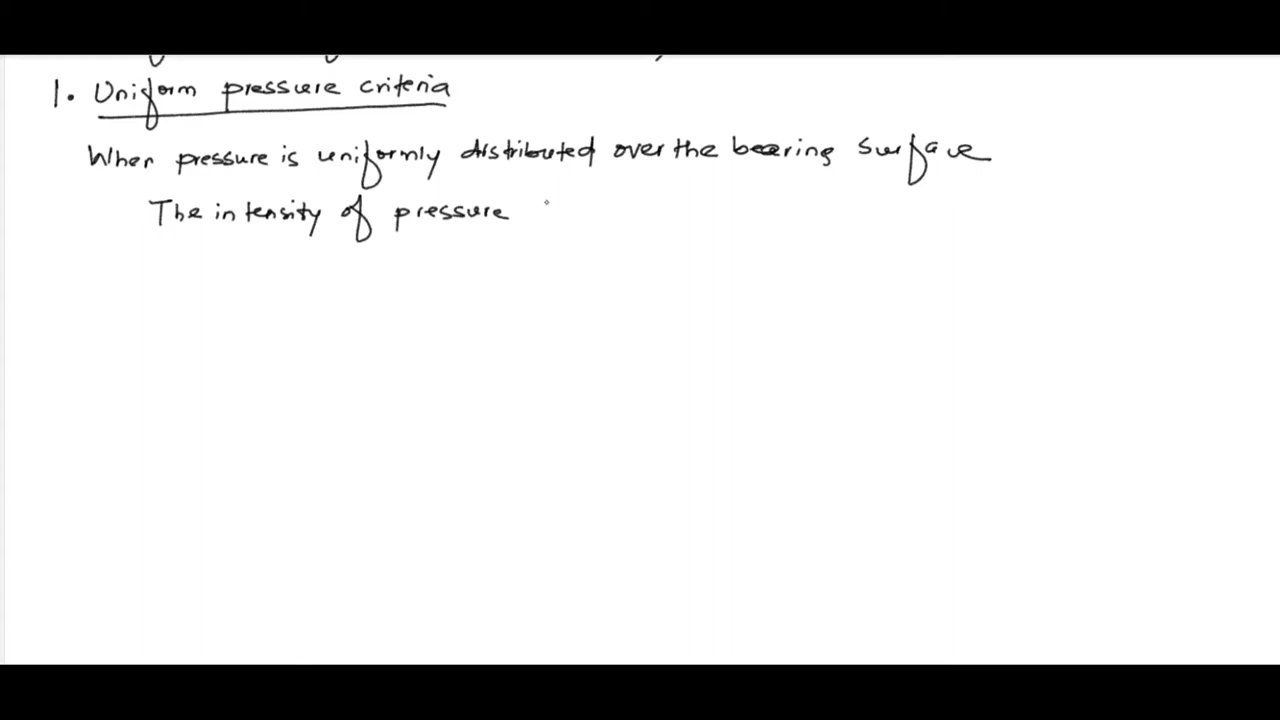 1. Uniform pressure criteria
When pressure is uniformly distributed over the bearing surface
The intensity of pressure